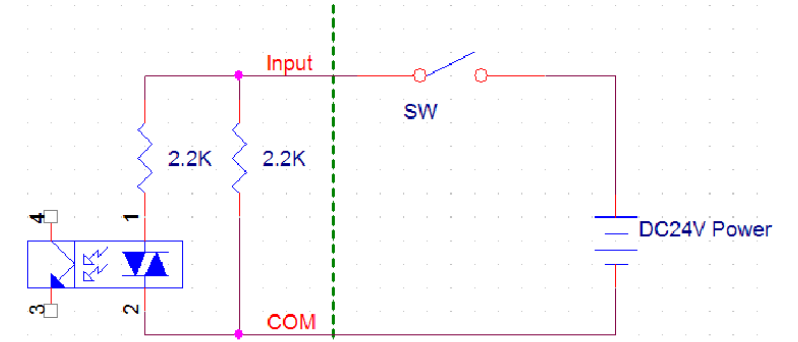 Input
SW
2.2K
2.2K
4
1
DC24V Power
3
2
COM